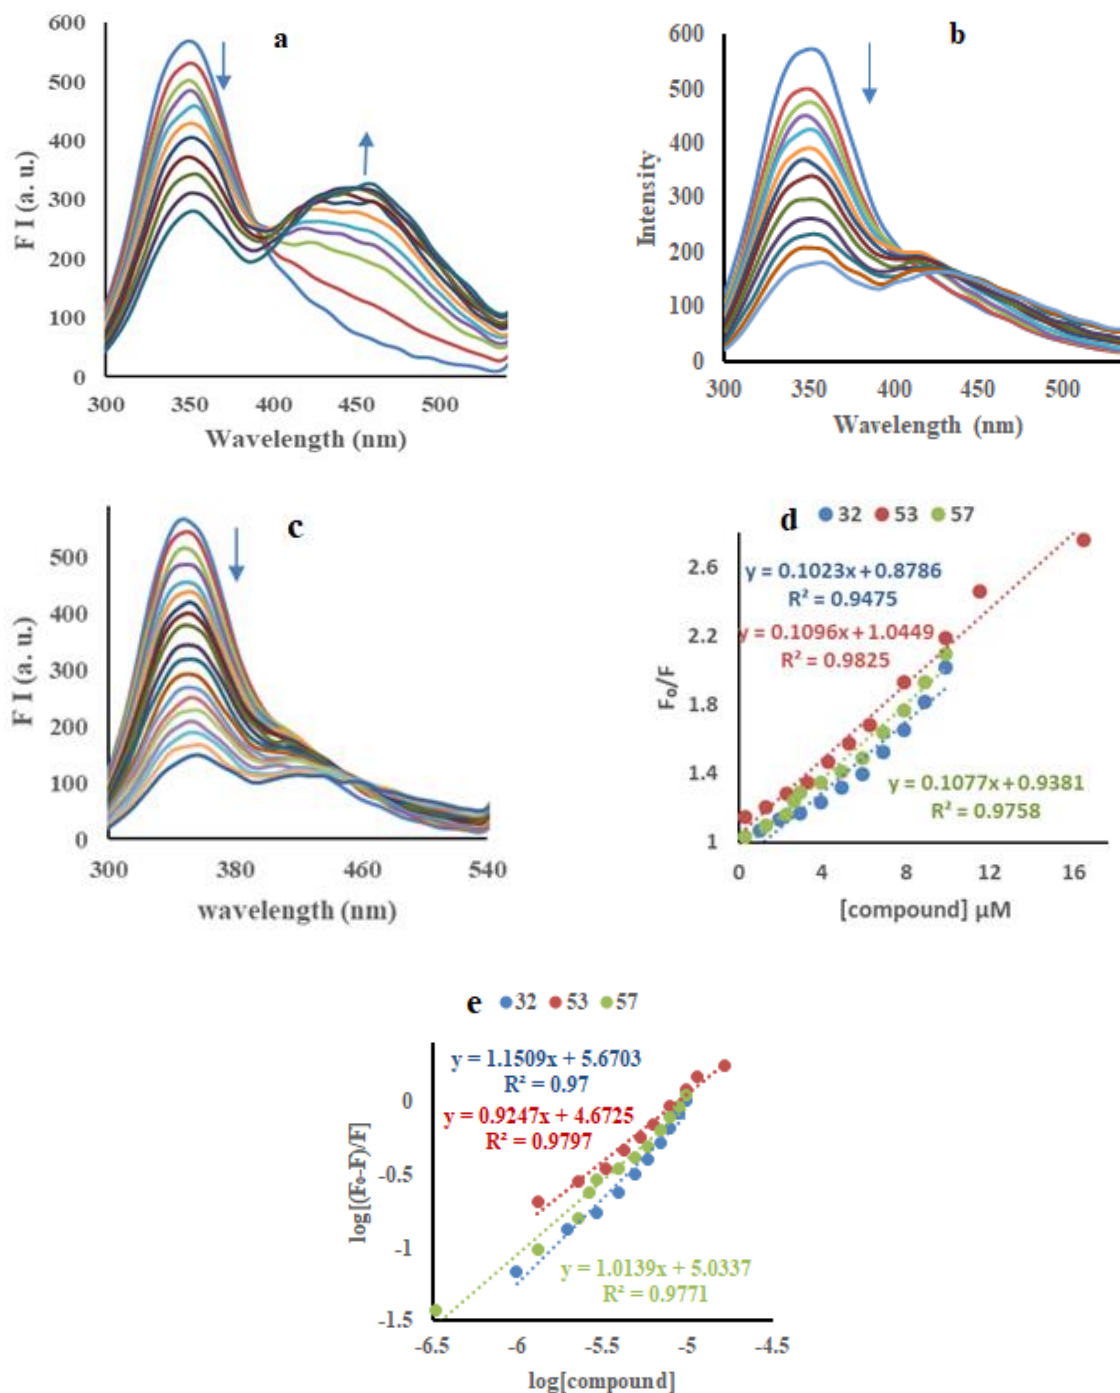 a
600
500
400
300
200
100
0
F I (a. u.)
300 350 400 450 500
Wavelength (nm)
b
600
500
400
300
200
100
0
Intensity
300 350 400 450 500
Wavelength (nm)
c
500
400
300
200
100
0
F I (a. u.)
300 380 460 540
wavelength (nm)
d 32 53 57
2.6
2.2
1.8
1.4
1
F₀/F
y = 0.1023x + 0.8786
R² = 0.9475
y = 0.1096x + 1.0449
R² = 0.9825
y = 0.1077x + 0.9381
R² = 0.9758
0 4 8 12 16
[compound] µM
e 32 53 57
y = 1.1509x + 5.6703
R² = 0.97
y = 0.9247x + 4.6725
R² = 0.9797
0
-0.5
-1
-1.5
log[(F₀-F)/F]
y = 1.0139x + 5.0337
R² = 0.9771
-6.5 -6 -5.5 -5 -4.5
log[compound]